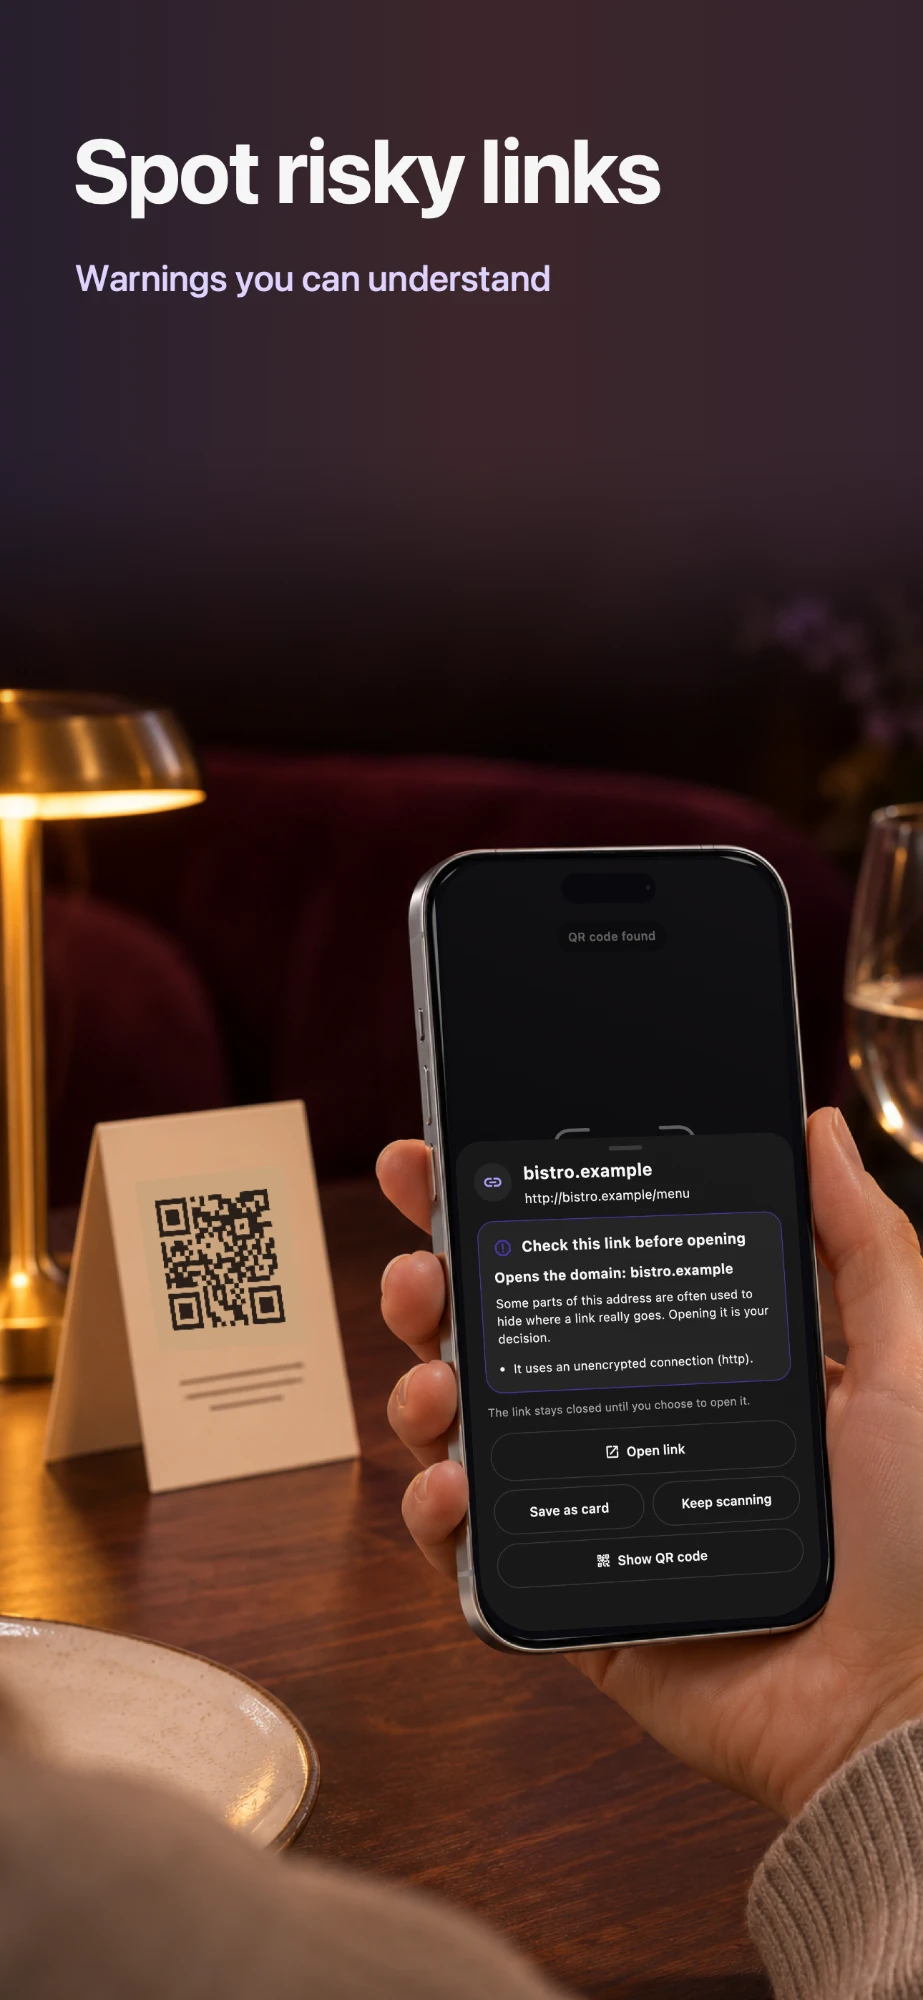 Spot risky links
Warnings you can understand
QR code found
bistro.example
http://bistro.example/menu
Check this link before opening
Opens the domain: bistro.example
Some parts of this address are often used to
hide where a link really goes. Opening it is your
decision.
• It uses an unencrypted connection (http).
The link stays closed until you choose to open it.
Open link
Save as card
Keep scanning
Show QR code